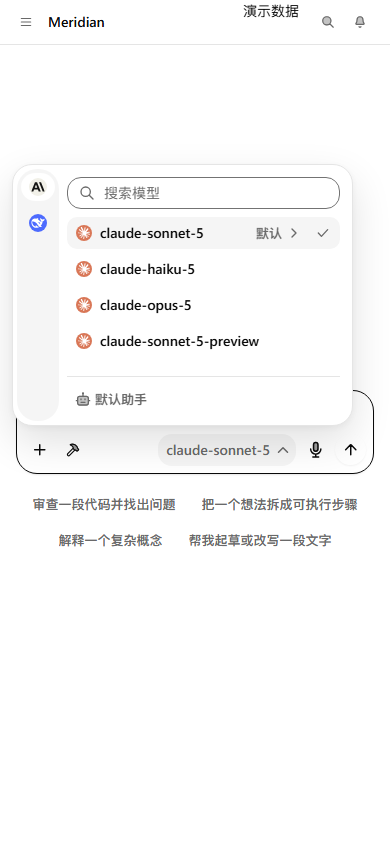 演示数据
Meridian
搜索模型
claude-sonnet-5 默认
claude-haiku-5
claude-opus-5
claude-sonnet-5-preview
默认助手
claude-sonnet-5
审查一段代码并找出问题 把一个想法拆成可执行步骤
解释一个复杂概念 帮我起草或改写一段文字